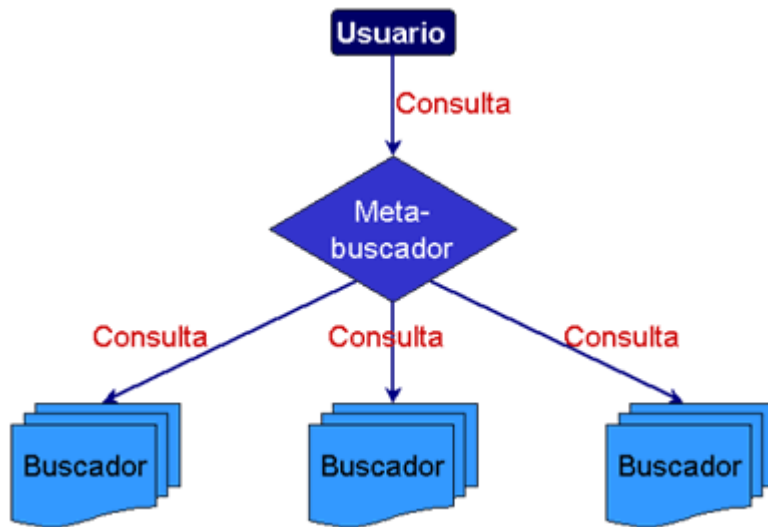 Usuario
Consulta
Meta-
buscador
Consulta
Consulta
Consulta
Buscador
Buscador
Buscador